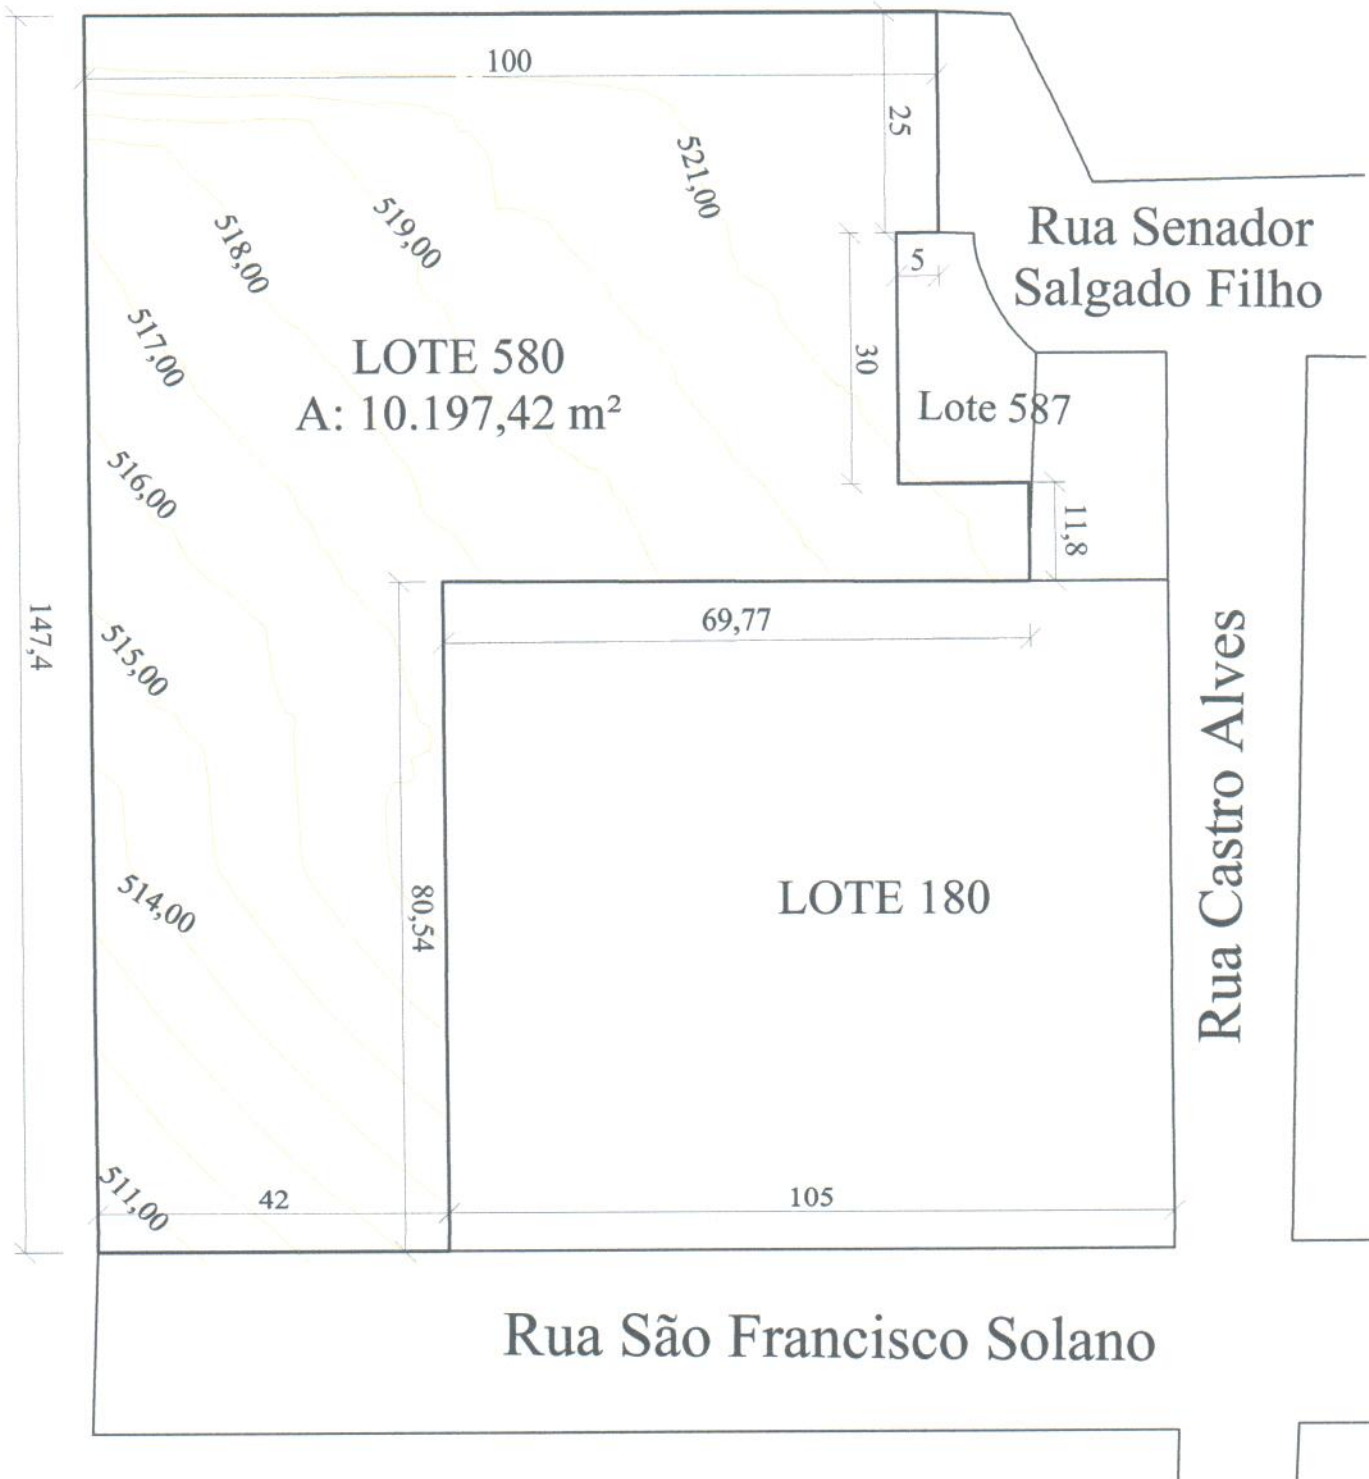 100
25
521,00
519,00
518,00
Rua Senador
Salgado Filho
5
517,00
30
LOTE 580
A: 10.197,42 m²
Lote 587
516,00
11,8
69,77
147,4
515,00
Rua Castro Alves
514,00
80,54
LOTE 180
511,00
42
105
Rua São Francisco Solano